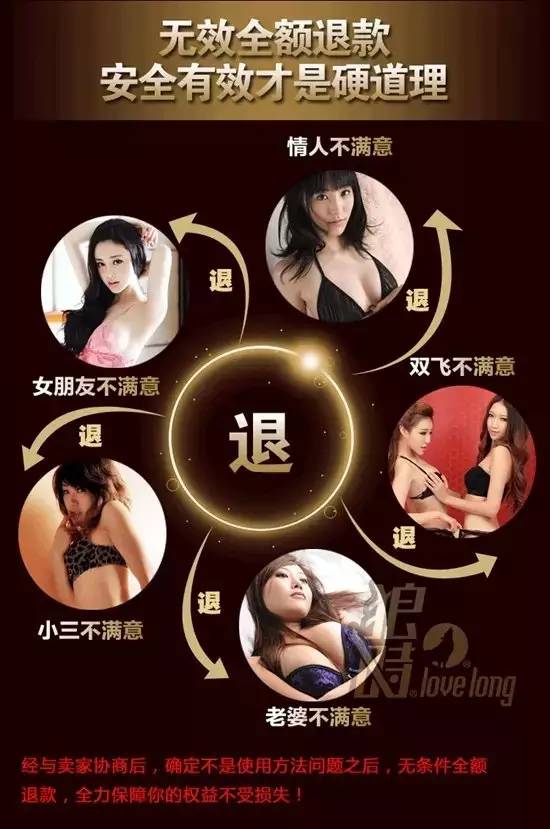 无效全额退款
安全有效才是硬道理
情人不满意
退
退
双飞不满意
女朋友不满意
退
退
退
小三不满意
退
老婆不满意
狼博
® love long
经与卖家协商后，确定不是使用方法问题之后，无条件全额
退款，全力保障你的权益不受损失！